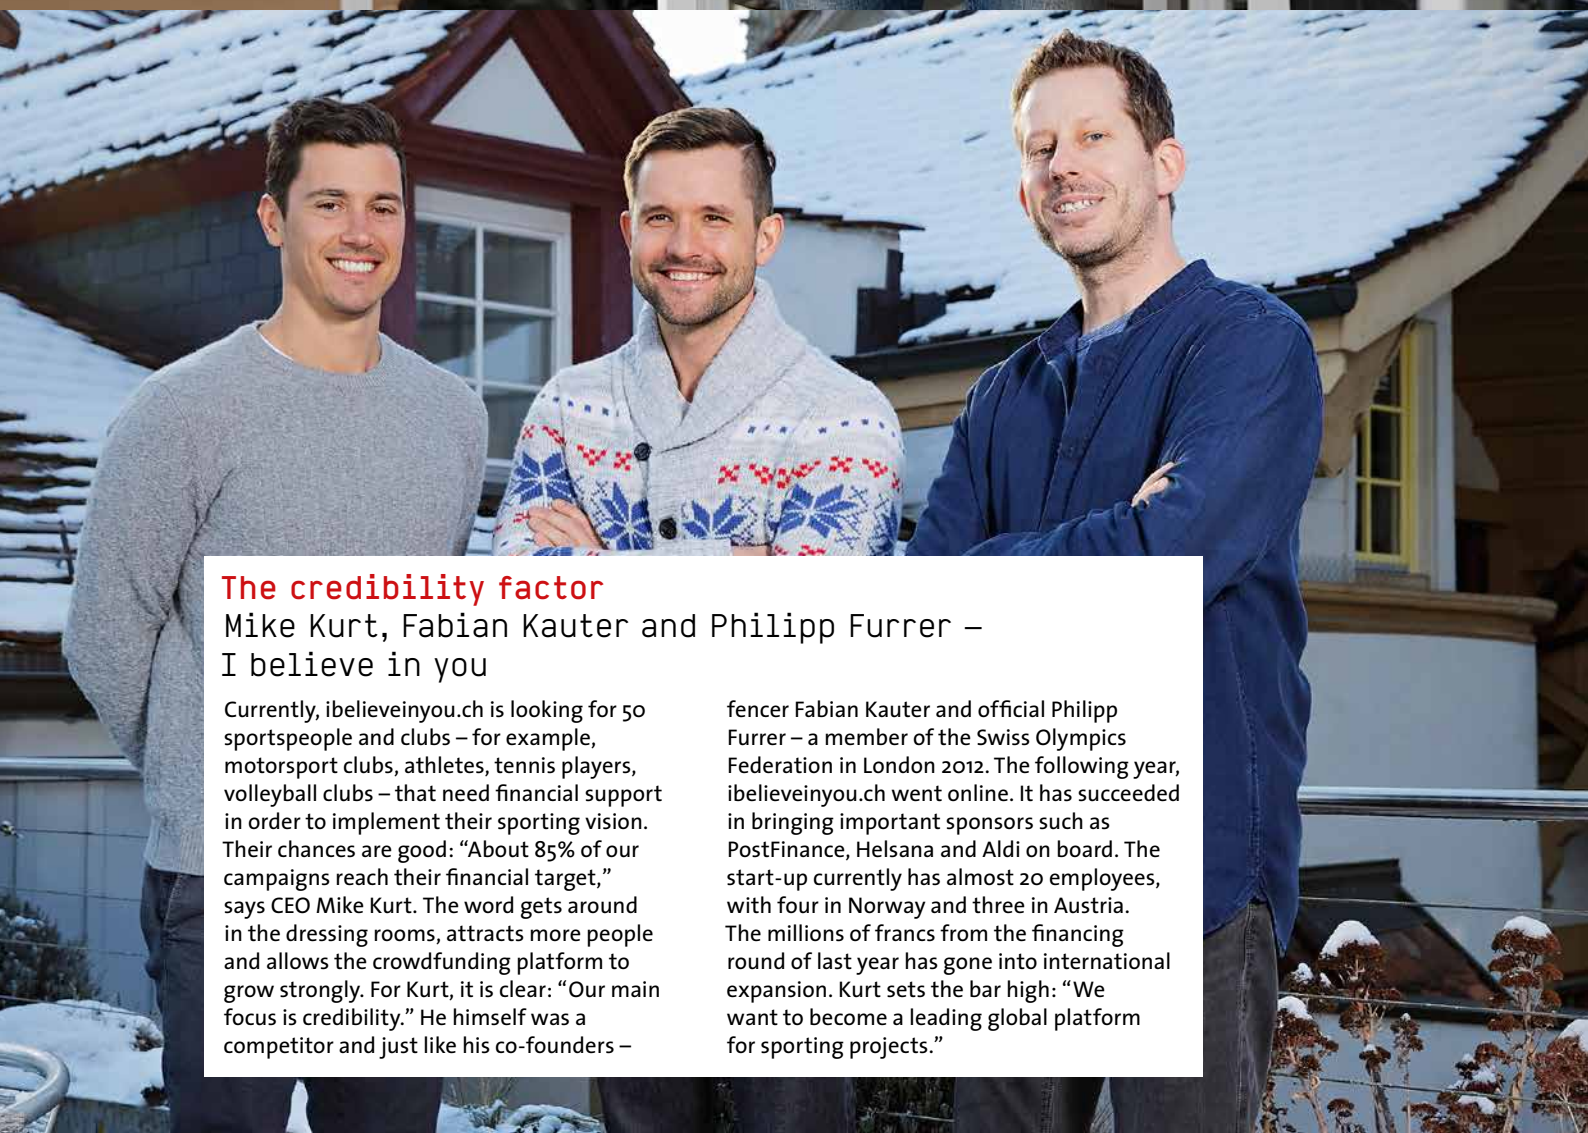 The credibility factor
Mike Kurt, Fabian Kauter and Philipp Furrer –
I believe in you
Currently, ibelieveinyou.ch is looking for 50
sportspeople and clubs – for example,
motorsport clubs, athletes, tennis players,
volleyball clubs – that need financial support
in order to implement their sporting vision.
Their chances are good: “About 85% of our
campaigns reach their financial target,”
says CEO Mike Kurt. The word gets around
in the dressing rooms, attracts more people
and allows the crowdfunding platform to
grow strongly. For Kurt, it is clear: “Our main
focus is credibility.” He himself was a
competitor and just like his co-founders –
fencer Fabian Kauter and official Philipp
Furrer – a member of the Swiss Olympics
Federation in London 2012. The following year,
ibelieveinyou.ch went online. It has succeeded
in bringing important sponsors such as
PostFinance, Helsana and Aldi on board. The
start-up currently has almost 20 employees,
with four in Norway and three in Austria.
The millions of francs from the financing
round of last year has gone into international
expansion. Kurt sets the bar high: “We
want to become a leading global platform
for sporting projects.”